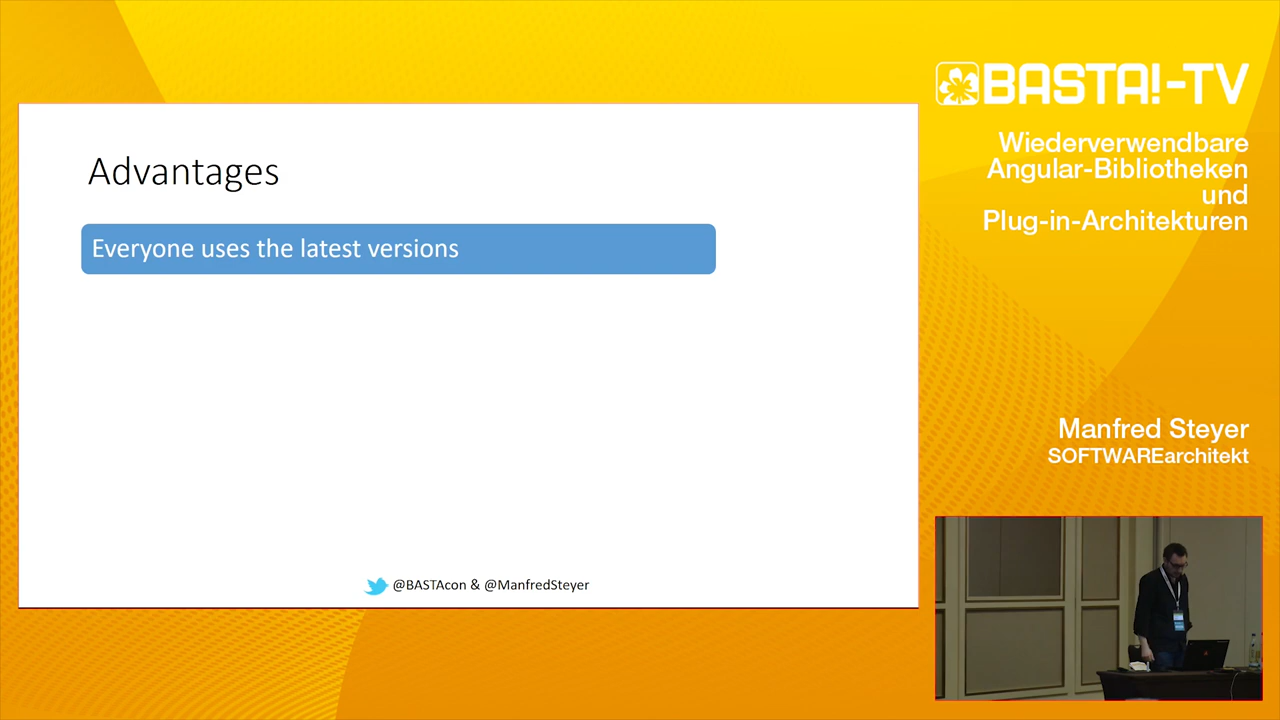 BASTA!-TV
Wiederverwendbare
Angular-Bibliotheken
und
Plug-in-Architekturen
Advantages
Everyone uses the latest versions
@BASTAcon & @ManfredSteyer
Manfred Steyer
SOFTWAREarchitekt